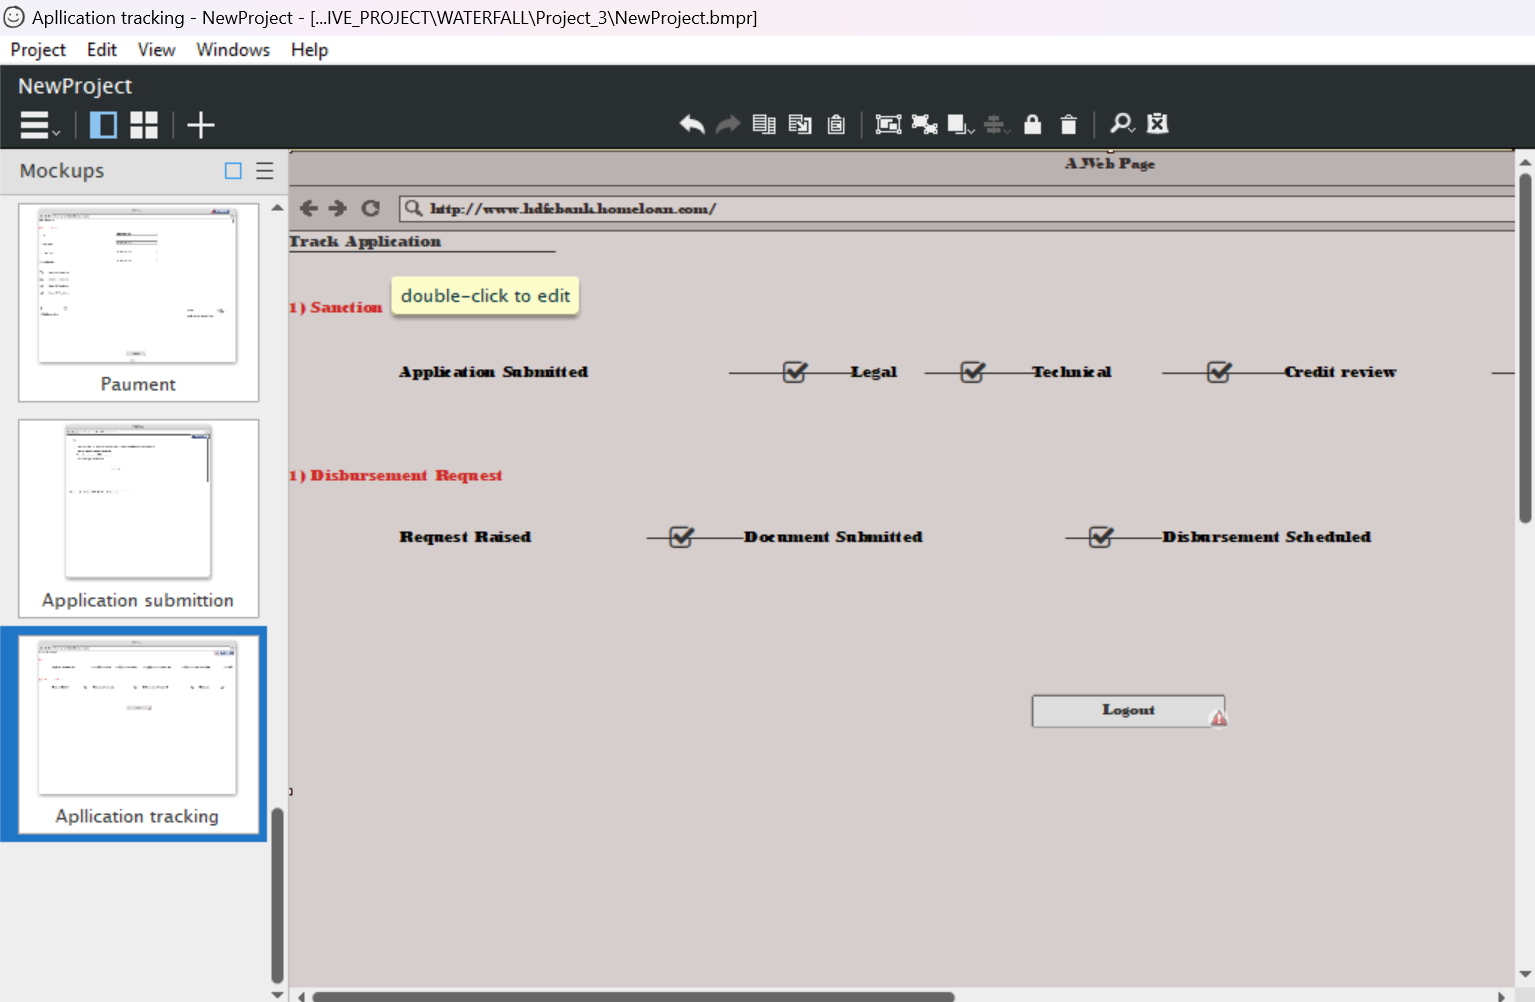 Apllication tracking - NewProject - [...IVE_PROJECT\WATERFALL\Project_3\NewProject.bmpr]
Project Edit View Windows Help
NewProject
Mockups
Paument
Application submittion
Apllication tracking
A Web Page
http://www.hdfcbank.homeloan.com/
Track Application
double-click to edit
1) Sanction
Application Submitted Legal Technical Credit review
1) Disbursement Request
Request Raised Document Submitted Disbursement Scheduled
Logout